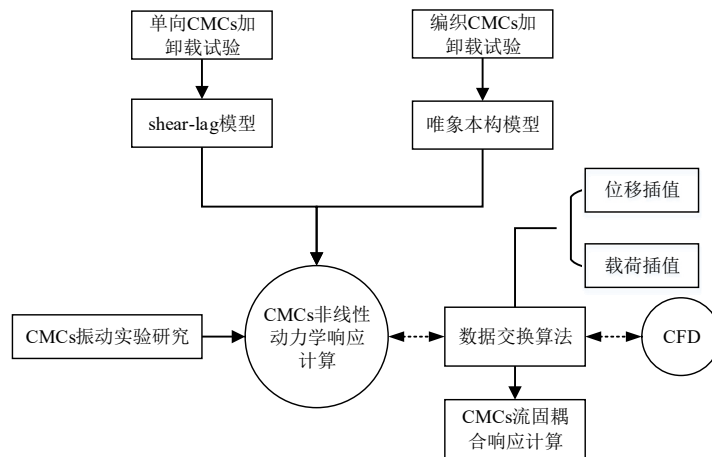 单向CMCs加
卸载试验
编织CMCs加
卸载试验
shear-lag模型
唯象本构模型
位移插值
载荷插值
CMCs振动实验研究
CMCs非线性
动力学响应
计算
数据交换算法
CFD
CMCs流固耦
合响应计算